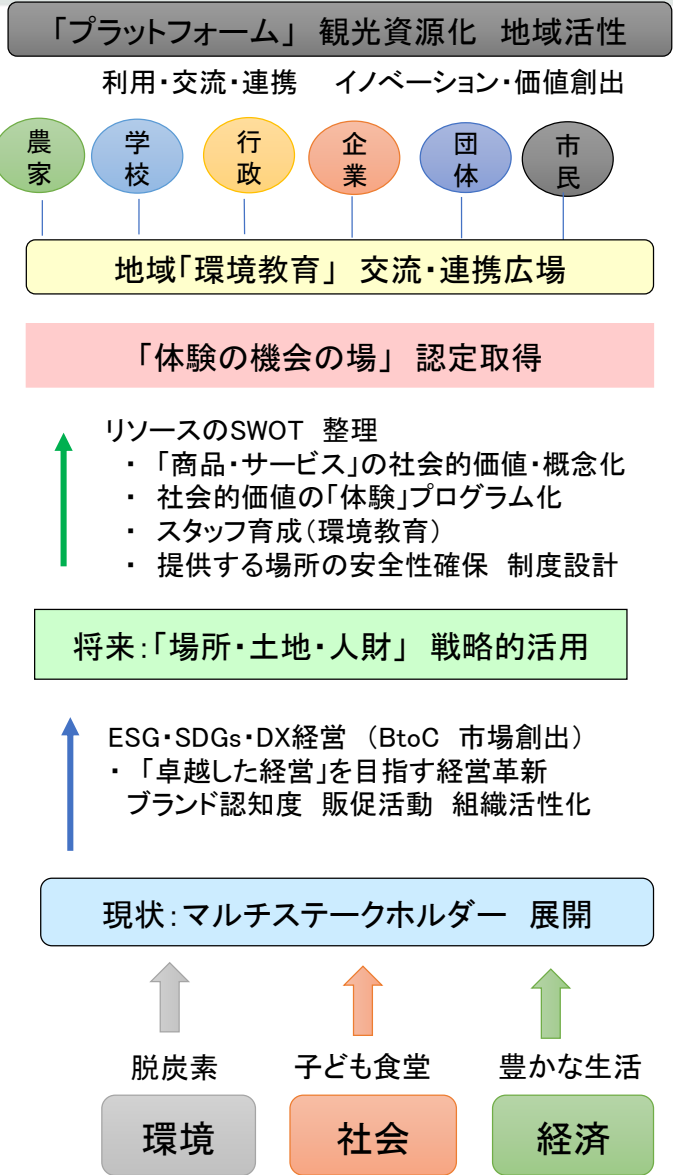 「プラットフォーム」 観光資源化 地域活性
利用・交流・連携 イノベーション・価値創出
農家 学校 行政 企業 団体 市民
地域「環境教育」 交流・連携広場
「体験の機会の場」 認定取得
リソースのSWOT 整理
・ 「商品・サービス」の社会的価値・概念化
・ 社会的価値の「体験」プログラム化
・ スタッフ育成(環境教育)
・ 提供する場所の安全性確保 制度設計
将来:「場所・土地・人財」 戦略的活用
ESG・SDGs・DX経営 (BtoC 市場創出)
・ 「卓越した経営」を目指す経営革新
ブランド認知度 販促活動 組織活性化
現状:マルチステークホルダー 展開
脱炭素 子ども食堂 豊かな生活
環境 社会 経済